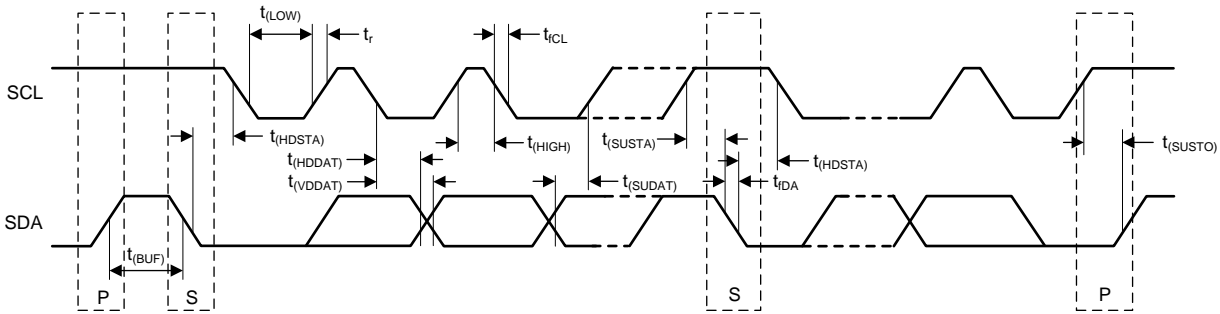 t(LOW)
tr
tfCL
SCL
t(HDSTA)
t(HDDAT)
t(HIGH)
t(SUSTA)
t(HDSTA)
t(SUSTO)
t(VDDAT)
t(SUDAT)
tfDA
SDA
t(BUF)
P
S
S
P